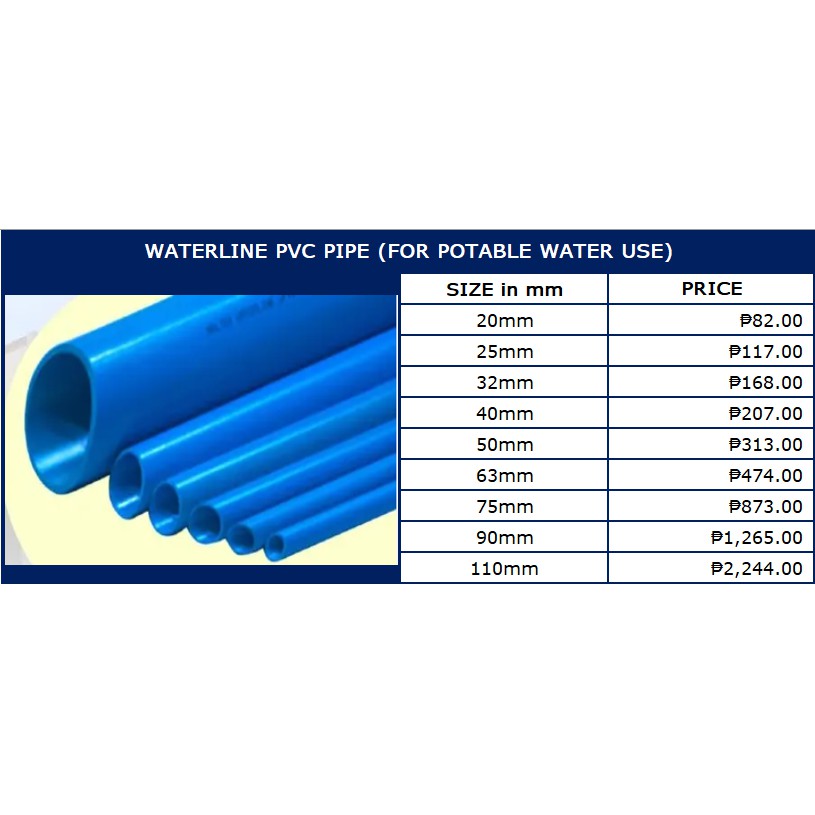 WATERLINE PVC PIPE (FOR POTABLE WATER USE)
SIZE in mm PRICE
20mm ₱82.00
25mm ₱117.00
32mm ₱168.00
40mm ₱207.00
50mm ₱313.00
63mm ₱474.00
75mm ₱873.00
90mm ₱1,265.00
110mm ₱2,244.00